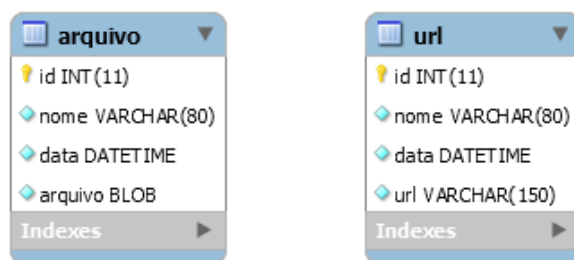 arquivo
id INT(11)
nome VARCHAR(80)
data DATETIME
arquivo BLOB
Indexes
url
id INT(11)
nome VARCHAR(80)
data DATETIME
url VARCHAR(150)
Indexes